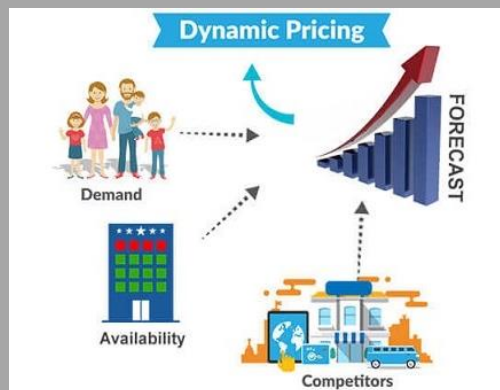 Dynamic Pricing
FORECAST
Demand
Availability
Competitors